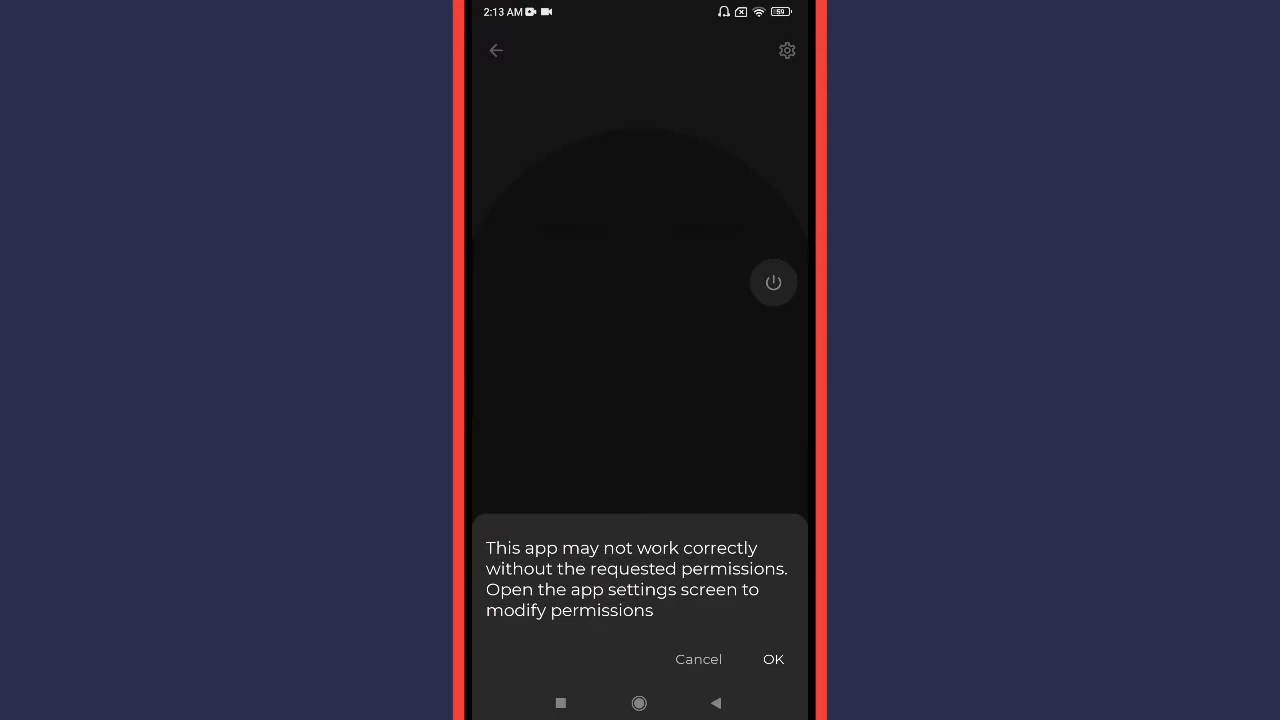 2:13 AM
59
This app may not work correctly
without the requested permissions.
Open the app settings screen to
modify permissions
Cancel
OK